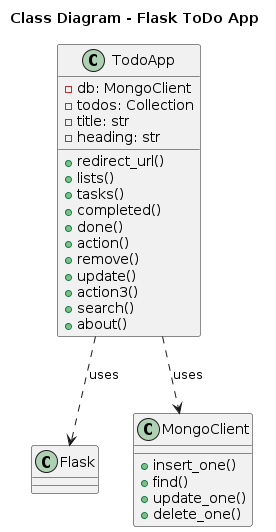 Class Diagram - Flask ToDo App
C TodoApp
db: MongoClient
todos: Collection
title: str
heading: str
redirect_url()
lists()
tasks()
completed()
done()
action()
remove()
update()
action3()
search()
about()
uses
uses
C Flask
C MongoClient
insert_one()
find()
update_one()
delete_one()